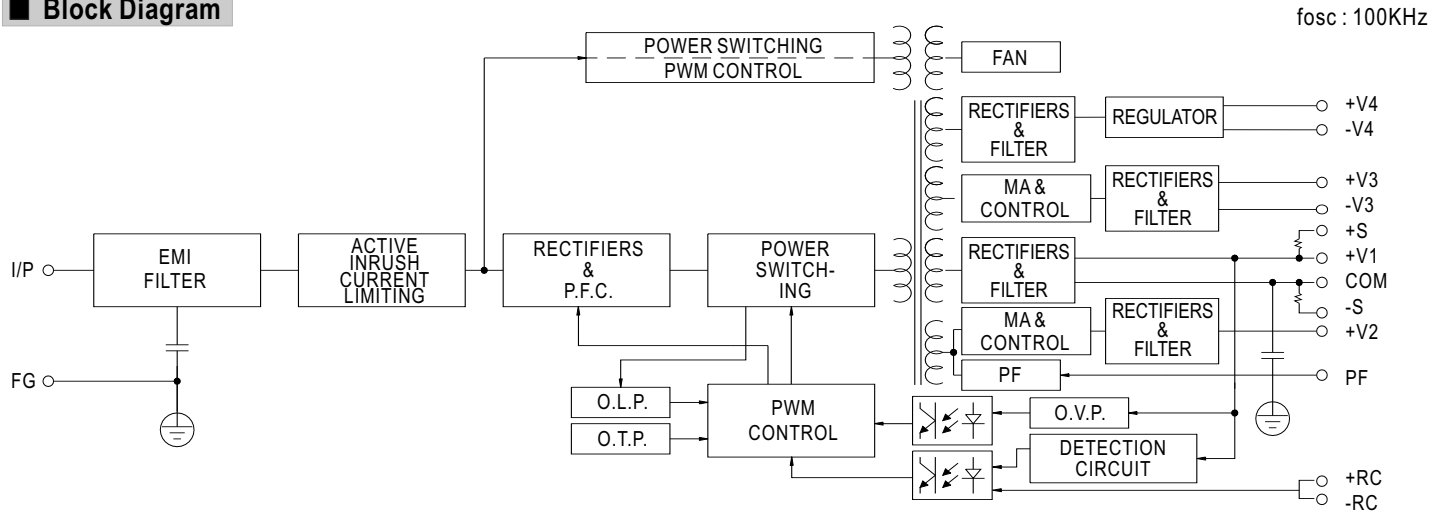 ■ Block Diagram
fosc : 100KHz
POWER SWITCHING
PWM CONTROL
FAN
RECTIFIERS
&
FILTER
REGULATOR
+V4
-V4
MA &
CONTROL
RECTIFIERS
&
FILTER
+V3
-V3
I/P
EMI
FILTER
ACTIVE
INRUSH
CURRENT
LIMITING
RECTIFIERS
&
P.F.C.
POWER
SWITCH-
ING
RECTIFIERS
&
FILTER
+S
+V1
COM
-S
MA &
CONTROL
RECTIFIERS
&
FILTER
+V2
FG
PF
PF
O.L.P.
O.T.P.
PWM
CONTROL
O.V.P.
DETECTION
CIRCUIT
+RC
-RC